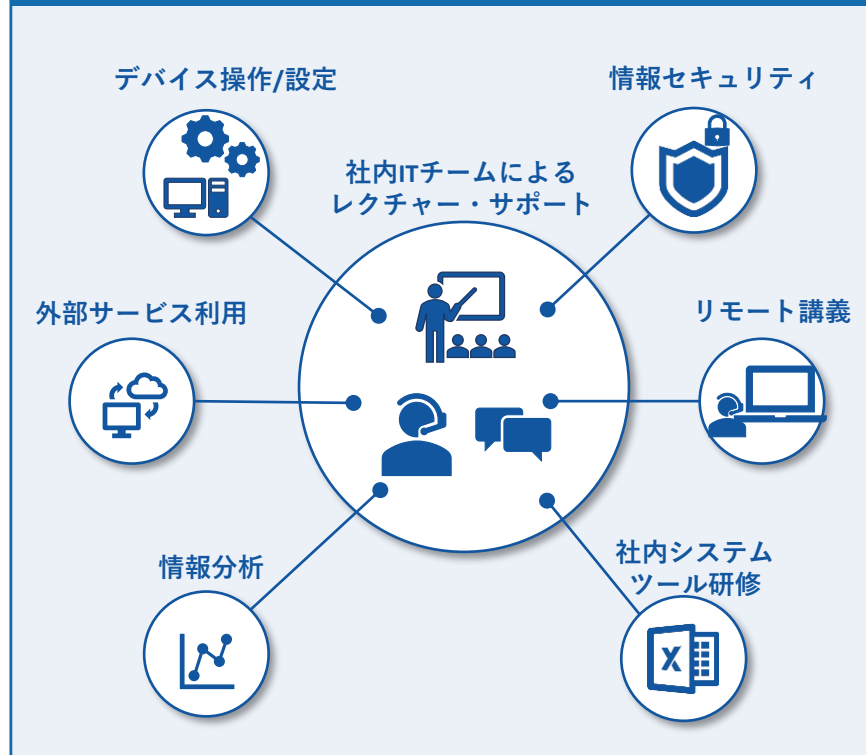 デバイス操作/設定
情報セキュリティ
社内ITチームによる
レクチャー・サポート
外部サービス利用
リモート講義
情報分析
社内システム
ツール研修
X